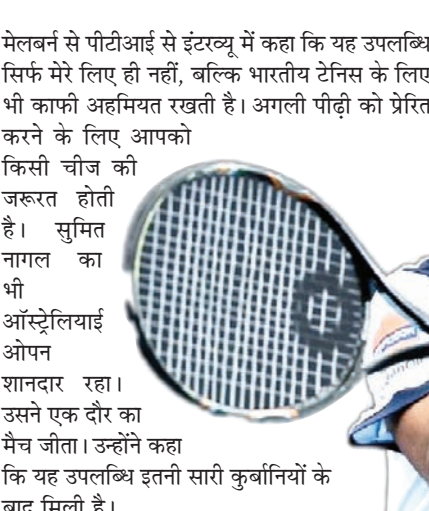 मेलबर्न से पीटीआई से इंटरव्यू में कहा कि यह उपलब्धि
सिर्फ मेरे लिए ही नहीं, बल्कि भारतीय टेनिस के लिए
भी काफी अहमियत रखती है। अगली पीढ़ी को प्रेरित
करने के लिए आपको
किसी चीज की
जरूरत होती
है। सुमित
नागल का
भी
ऑस्ट्रेलियाई
ओपन
शानदार रहा।
उसने एक दौर का
मैच जीता। उन्होंने कहा
कि यह उपलब्धि इतनी सारी कुर्बानियों के
बाद मिली है।